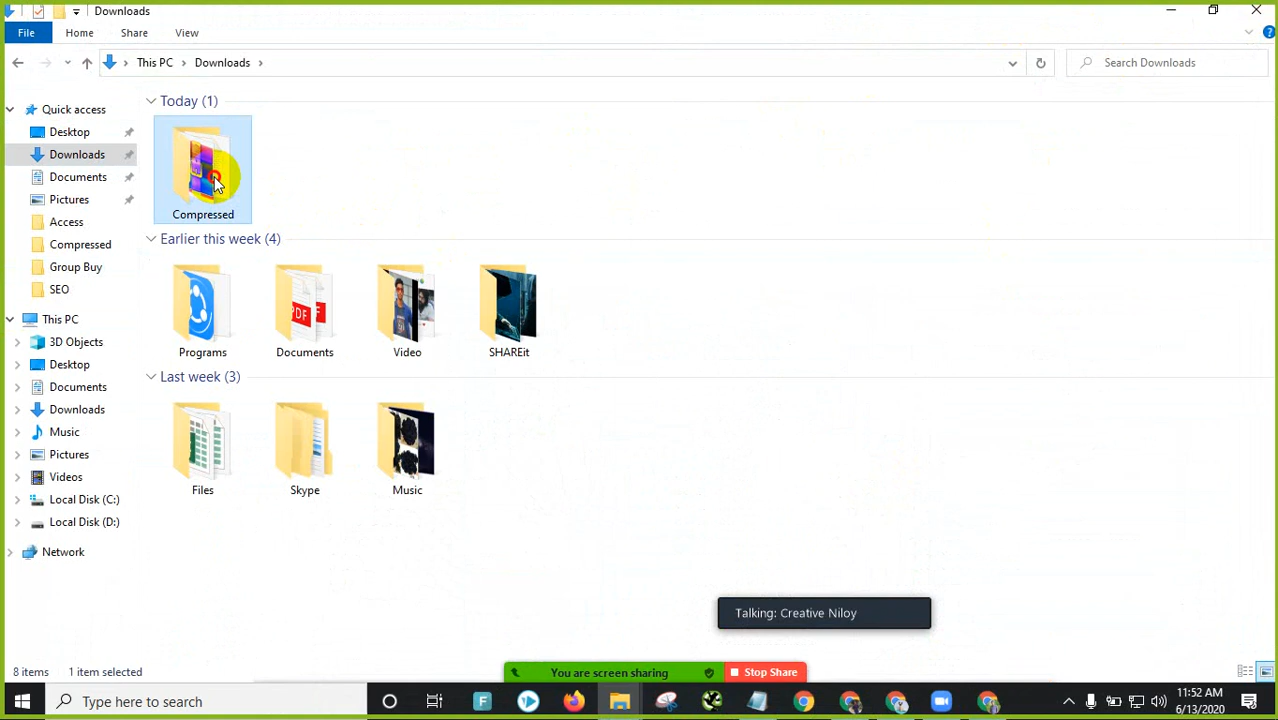 Downloads
File
Home
Share
View
This PC
Downloads
Search Downloads
Quick access
Desktop
Downloads
Documents
Pictures
Access
Compressed
Group Buy
SEO
This PC
3D Objects
Desktop
Documents
Downloads
Music
Pictures
Videos
Local Disk (C:)
Local Disk (D:)
Network
Today (1)
Compressed
Earlier this week (4)
Programs
Documents
PDF
Video
SHAREit
Last week (3)
Files
Skype
Music
Talking: Creative Niloy
8 items
1 item selected
You are screen sharing
Stop Share
Type here to search
F
11:52 AM
6/13/2020